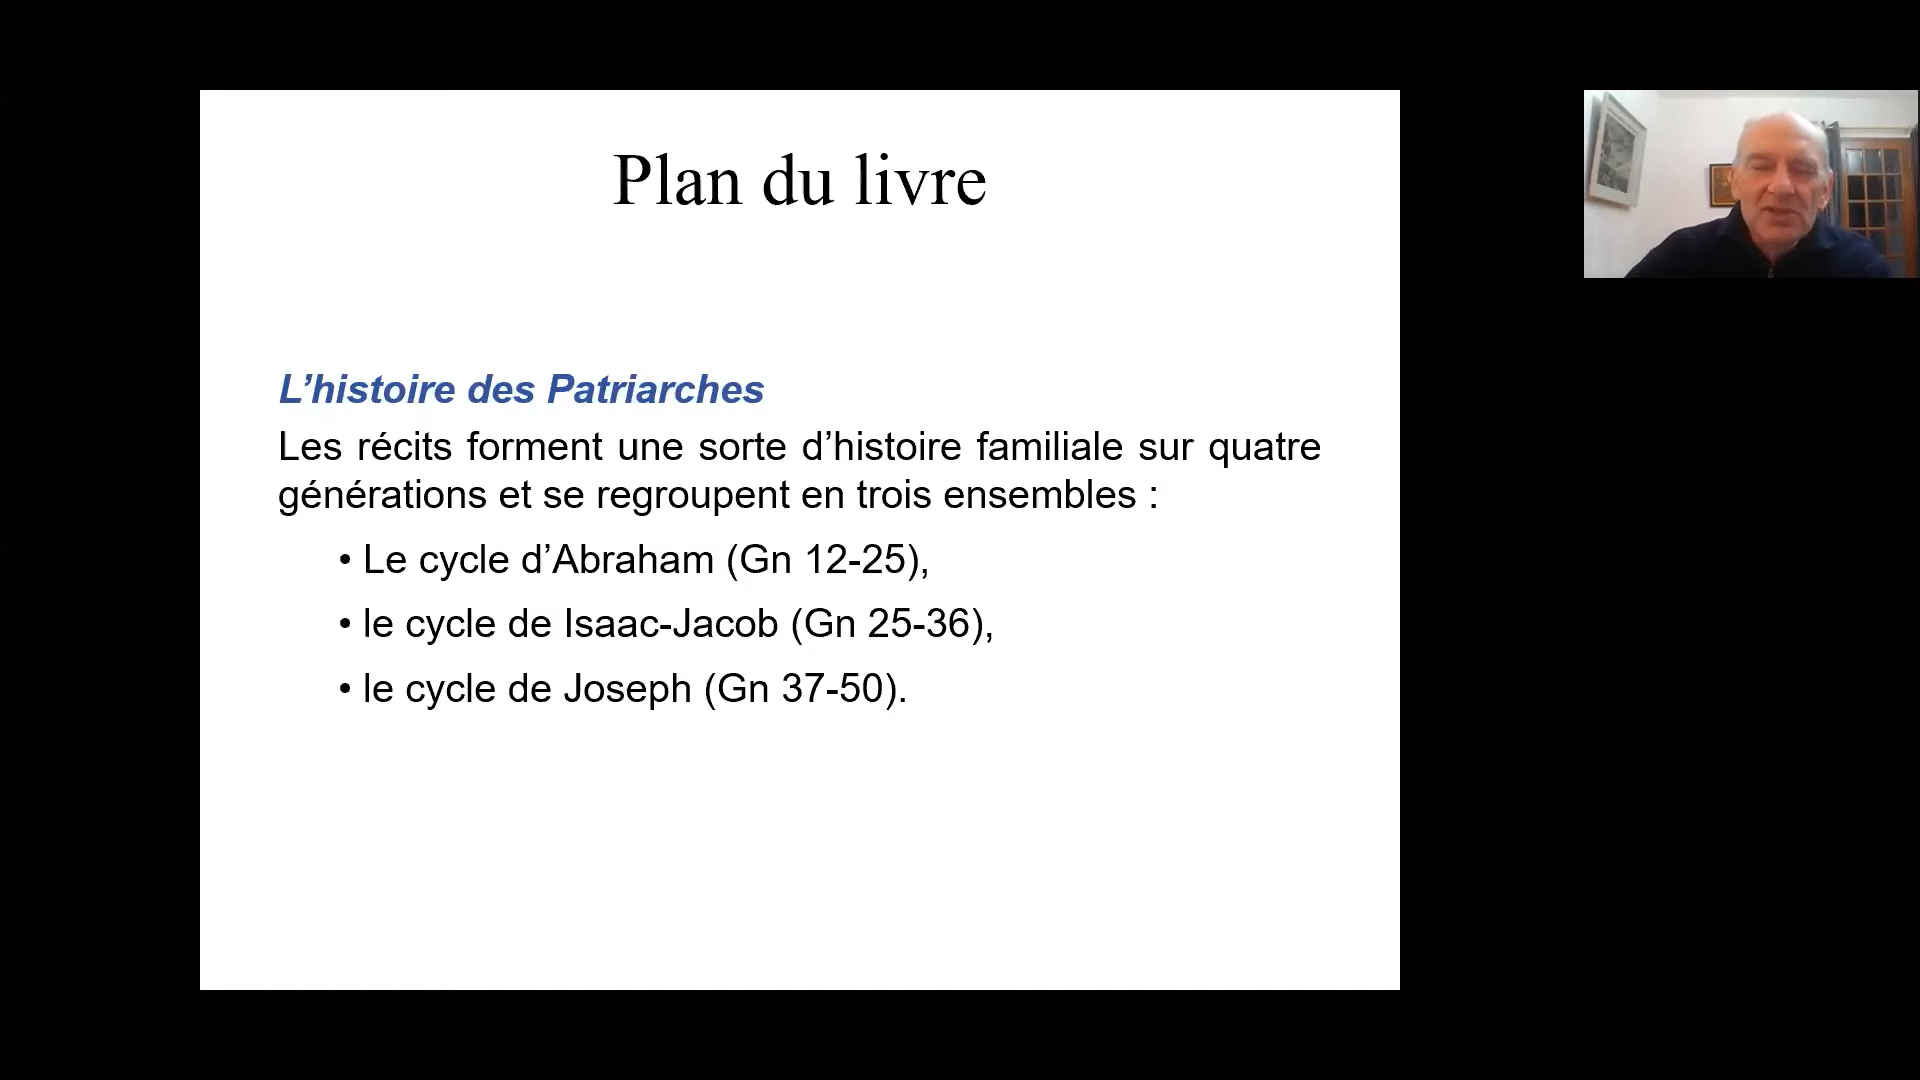 Plan du livre
L’histoire des Patriarches
Les récits forment une sorte d’histoire familiale sur quatre
générations et se regroupent en trois ensembles :
• Le cycle d’Abraham (Gn 12-25),
• le cycle de Isaac-Jacob (Gn 25-36),
• le cycle de Joseph (Gn 37-50).